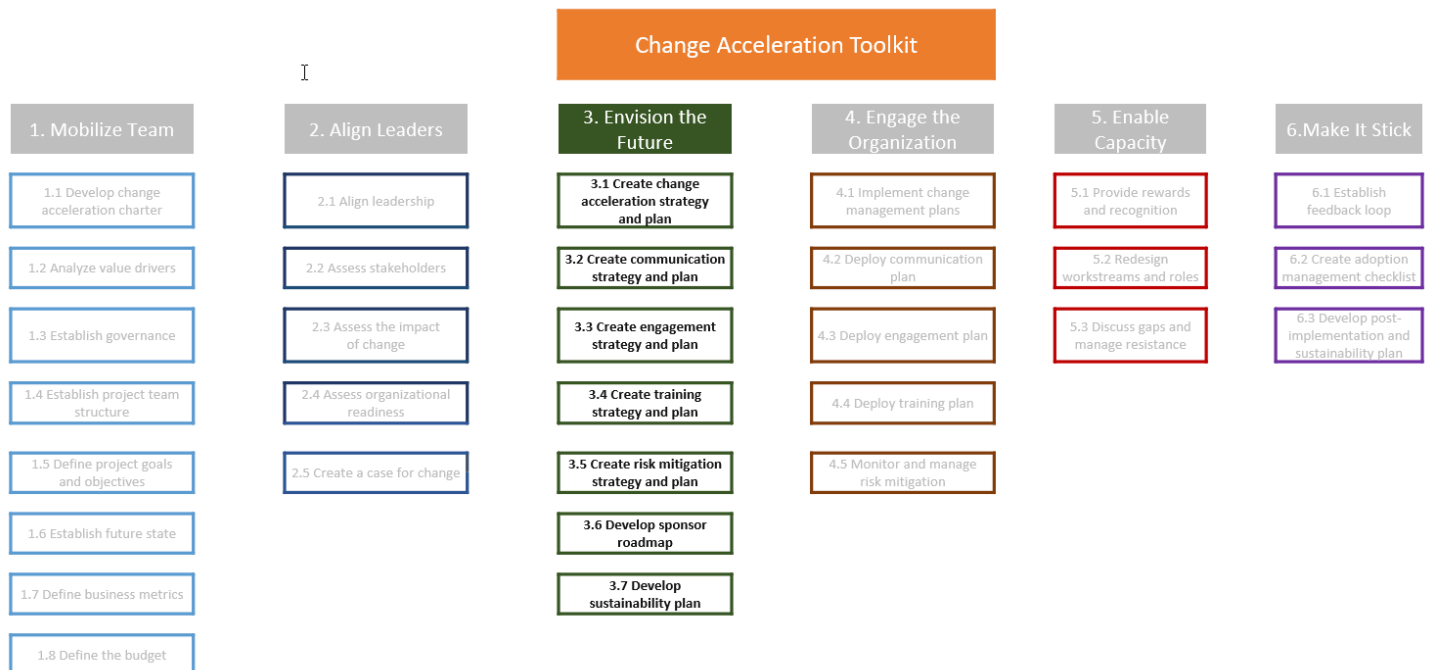 Change Acceleration Toolkit
1. Mobilize Team
1.1 Develop change
acceleration charter
1.2 Analyze value drivers
1.3 Establish governance
1.4 Establish project team
structure
1.5 Define project goals
and objectives
1.6 Establish future state
1.7 Define business metrics
1.8 Define the budget
2. Align Leaders
2.1 Align leadership
2.2 Assess stakeholders
2.3 Assess the impact
of change
2.4 Assess organizational
readiness
2.5 Create a case for change
3. Envision the
Future
3.1 Create change
acceleration strategy
and plan
3.2 Create communication
strategy and plan
3.3 Create engagement
strategy and plan
3.4 Create training
strategy and plan
3.5 Create risk mitigation
strategy and plan
3.6 Develop sponsor
roadmap
3.7 Develop
sustainability plan
4. Engage the
Organization
4.1 Implement change
management plans
4.2 Deploy communication
plan
4.3 Deploy engagement plan
4.4 Deploy training plan
4.5 Monitor and manage
risk mitigation
5. Enable
Capacity
5.1 Provide rewards
and recognition
5.2 Redesign
workstreams and roles
5.3 Discuss gaps and
manage resistance
6.Make It Stick
6.1 Establish
feedback loop
6.2 Create adoption
management checklist
6.3 Develop post-
implementation and
sustainability plan